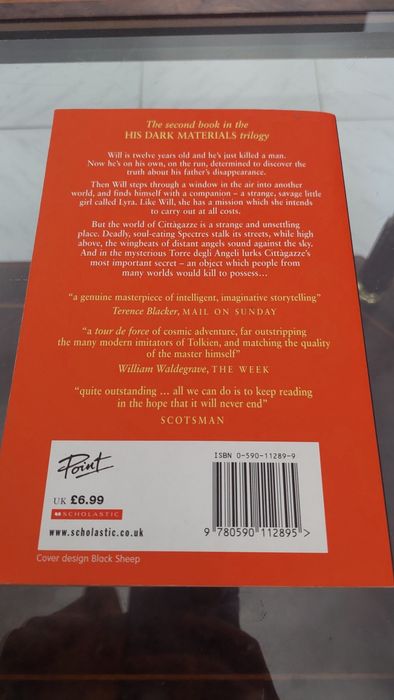 The second book in the
HIS DARK MATERIALS trilogy
Will is twelve years old and he's just killed a man.
Now he's on his own, on the run, determined to discover the
truth about his father's disappearance.
Then Will steps through a window in the air into another
world, and finds himself with a companion – a strange, savage little
girl called Lyra. Like Will, she has a mission which she intends
to carry out at all costs.
But the world of Cittàgazze is a strange and unsettling
place. Deadly, soul-eating Spectres stalk its streets, while high
above, the wingbeats of distant angels sound against the sky.
And in the mysterious Torre degli Angeli lurks Cittàgazze's
most important secret – an object which people from
many worlds would kill to possess…
"a genuine masterpiece of intelligent, imaginative storytelling"
Terence Blacker, MAIL ON SUNDAY
"a tour de force of cosmic adventure, far outstripping
the many modern imitators of Tolkien, and matching the quality
of the master himself"
William Waldegrave, THE WEEK
"quite outstanding … all we can do is to keep reading
in the hope that it will never end"
SCOTSMAN
Point
UK £6.99
SCHOLASTIC
www.scholastic.co.uk
ISBN 0-590-11289-9
9 780590 112895 >
Cover design Black Sheep